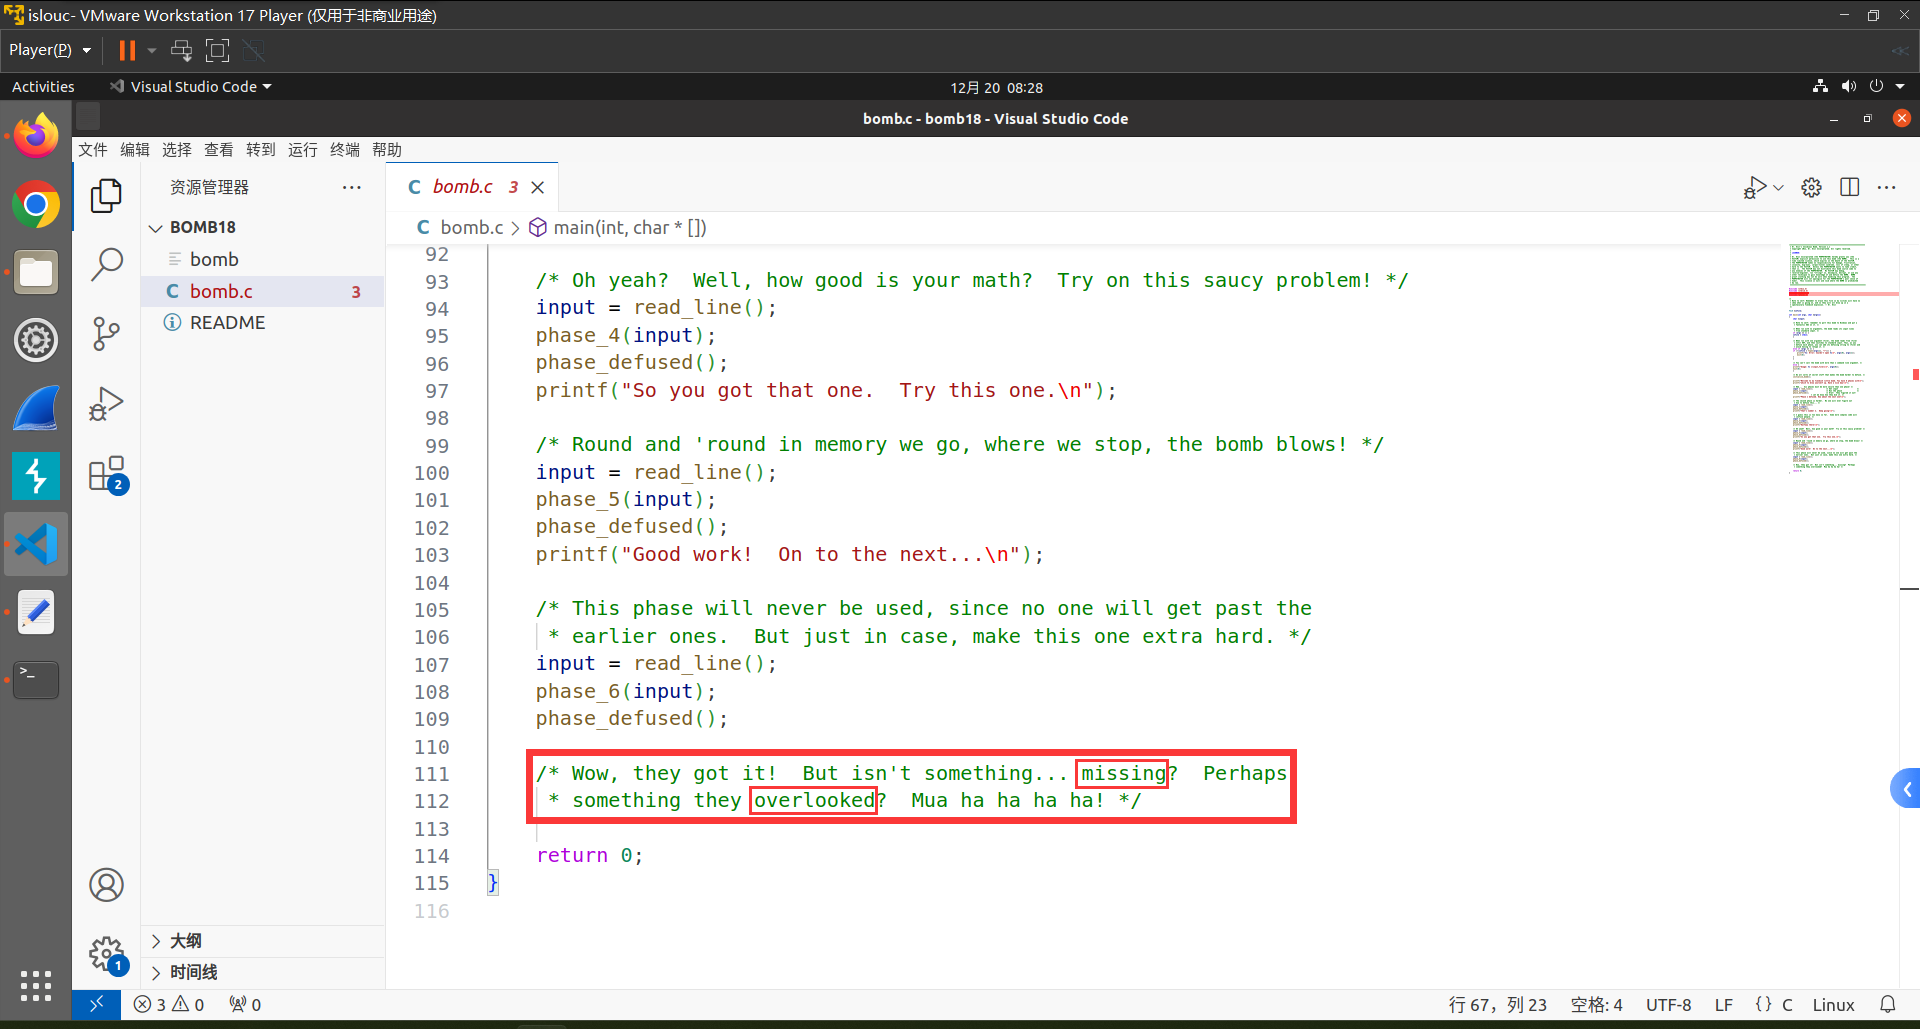 islouc- VMware Workstation 17 Player (仅用于非商业用途)
Player(P)
Activities
Visual Studio Code
12月 20 08:28
bomb.c - bomb18 - Visual Studio Code
文件 编辑 选择 查看 转到 运行 终端 帮助
资源管理器
BOMB18
bomb
C bomb.c 3
README
大纲
时间线
C bomb.c 3
C bomb.c > main(int, char * [])
92
93 /* Oh yeah?  Well, how good is your math?  Try on this saucy problem! */
94 input = read_line();
95 phase_4(input);
96 phase_defused();
97 printf("So you got that one.  Try this one.\n");
98
99 /* Round and 'round in memory we go, where we stop, the bomb blows! */
100 input = read_line();
101 phase_5(input);
102 phase_defused();
103 printf("Good work!  On to the next...\n");
104
105 /* This phase will never be used, since no one will get past the
106 * earlier ones.  But just in case, make this one extra hard. */
107 input = read_line();
108 phase_6(input);
109 phase_defused();
110
111 /* Wow, they got it!  But isn't something... missing?  Perhaps
112 * something they overlooked?  Mua ha ha ha ha! */
113
114 return 0;
115 }
116
2
1
3 0 0
行 67，列 23 空格: 4 UTF-8 LF {} C Linux